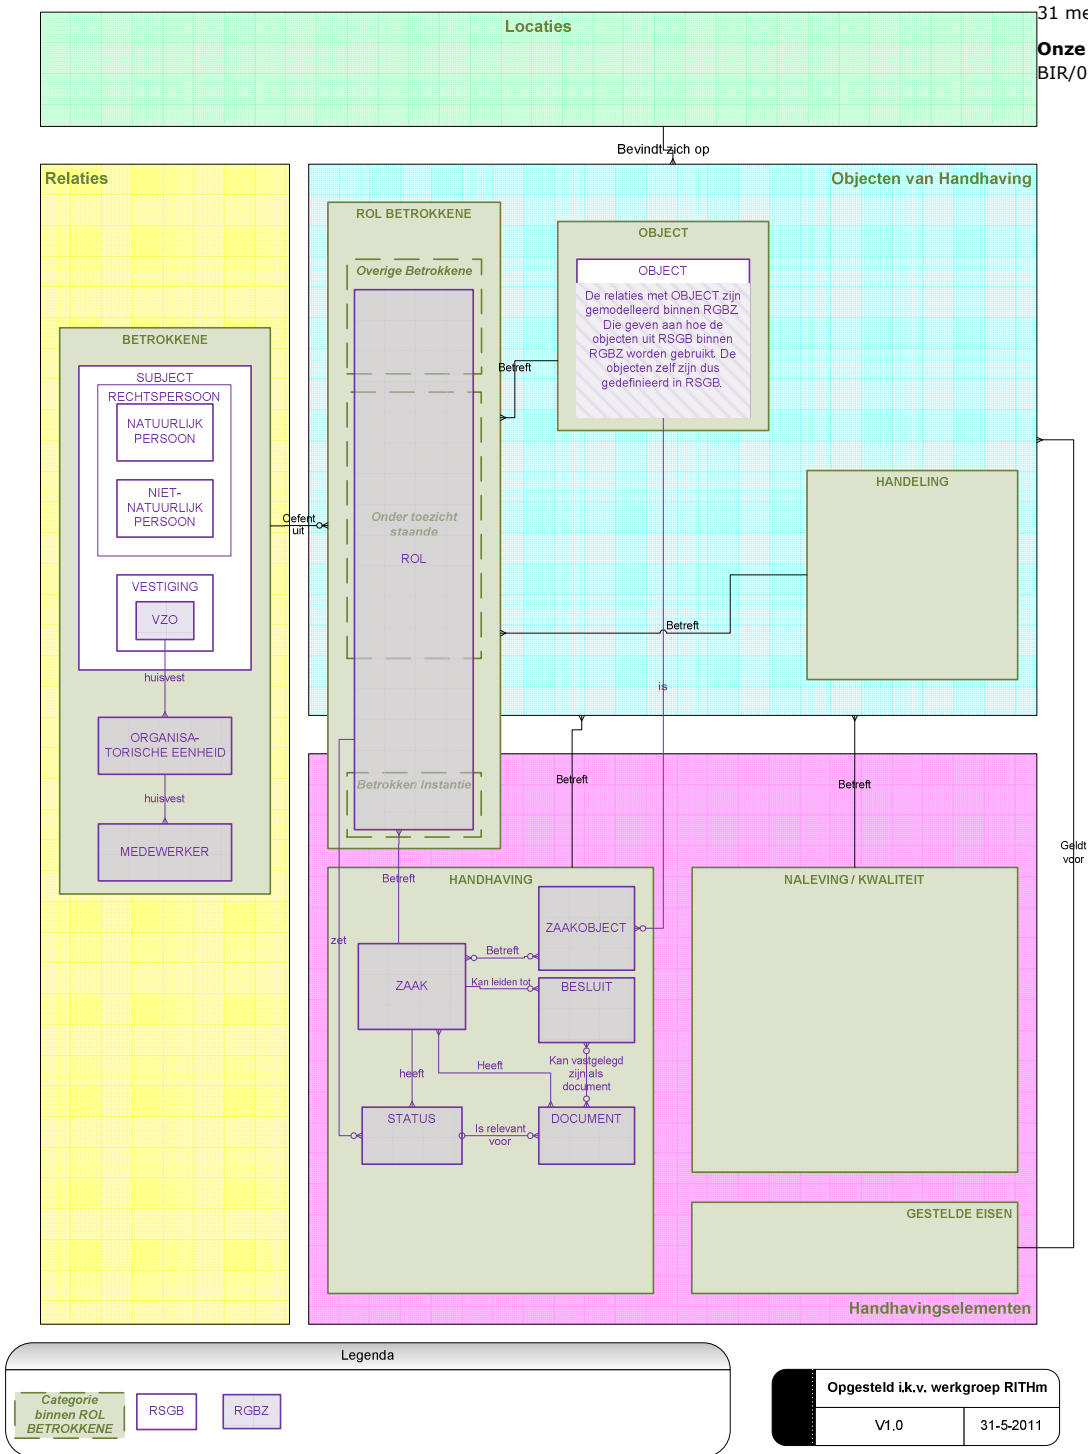 31 me
Onze
BIR/0
Locaties
Bevindt zich op
Relaties
Objecten van Handhaving
ROL BETROKKENE
OBJECT
Overige Betrokkene
OBJECT
De relaties met OBJECT zijn
gemodelleerd binnen RGBZ.
Die geven aan hoe de
objecten uit RSGB binnen
RGBZ worden gebruikt. De
objecten zelf zijn dus
gedefinieerd in RSGB.
Betreft
BETROKKENE
SUBJECT
RECHTSPERSOON
NATUURLIJK
PERSOON
NIET-
NATUURLIJK
PERSOON
VESTIGING
VZO
huisvest
ORGANISA-
TORISCHE EENHEID
huisvest
MEDEWERKER
Oefent
uit
Onder toezicht
staande
ROL
HANDELING
Betreft
is
Betrokken Instantie
Betreft
Betreft
Geldt
voor
Betreft
zet
HANDHAVING
NALEVING / KWALITEIT
ZAAKOBJECT
Betreft
ZAAK
Kan leiden tot
BESLUIT
heeft
Heeft
Kan vastgelegd
zijn als
document
STATUS
Is relevant
voor
DOCUMENT
GESTELDE EISEN
Handhavingselementen
Legenda
Categorie
binnen ROL
BETROKKENE
RSGB
RGBZ
Opgesteld i.k.v. werkgroep RITHm
V1.0
31-5-2011